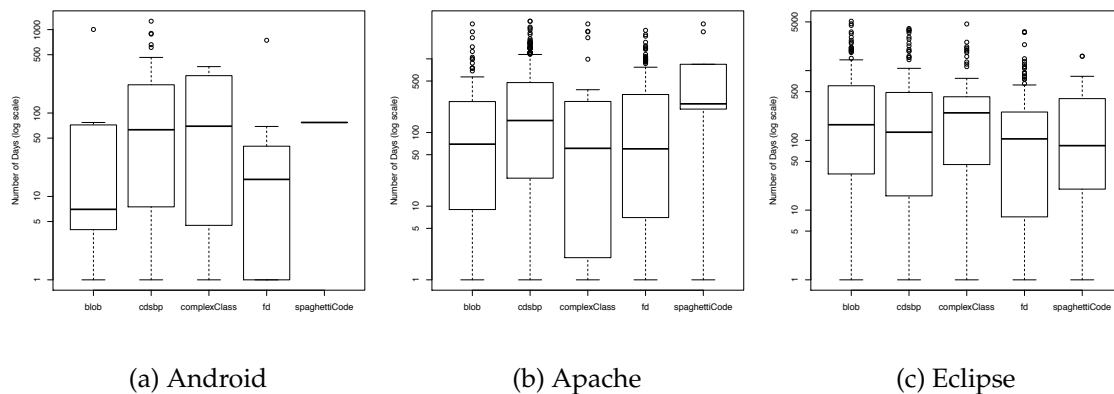 Number of Days (log scale)
1000
500
100
50
10
5
1
blob cdsbp complexClass fd spaghettiCode
(a) Android
Number of Days (log scale)
500
100
50
10
5
1
blob cdsbp complexClass fd spaghettiCode
(b) Apache
Number of Days (log scale)
5000
500
100
50
10
5
1
blob cdsbp complexClass fd spaghettiCode
(c) Eclipse